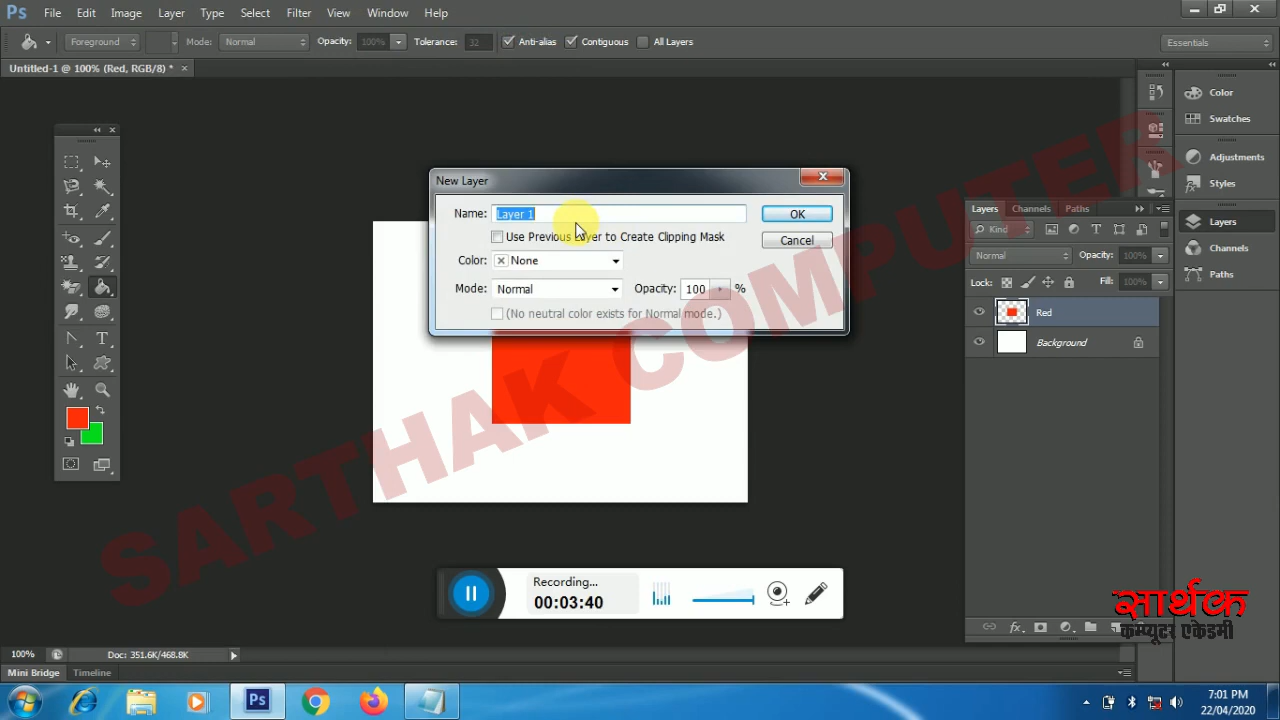 Ps File Edit Image Layer Type Select Filter View Window Help
Foreground Mode: Normal Opacity: 100% Tolerance: 32 Anti-alias Contiguous All Layers Essentials
Untitled-1 @ 100% (Red, RGB/8) *
Color
Swatches
Adjustments
Styles
Layers
Channels
Paths
New Layer
Name: Layer 1 OK
Use Previous Layer to Create Clipping Mask Cancel
Color: None
Mode: Normal Opacity: 100 %
(No neutral color exists for Normal mode.)
Layers Channels Paths
Kind
Normal Opacity: 100%
Lock: Fill: 100%
Red
Background
SARTHAK COMPUTER
Recording...
00:03:40
सार्थक
कम्प्यूटर एकेडमी
100% Doc: 351.6K/468.8K
Mini Bridge Timeline
Ps
7:01 PM
22/04/2020